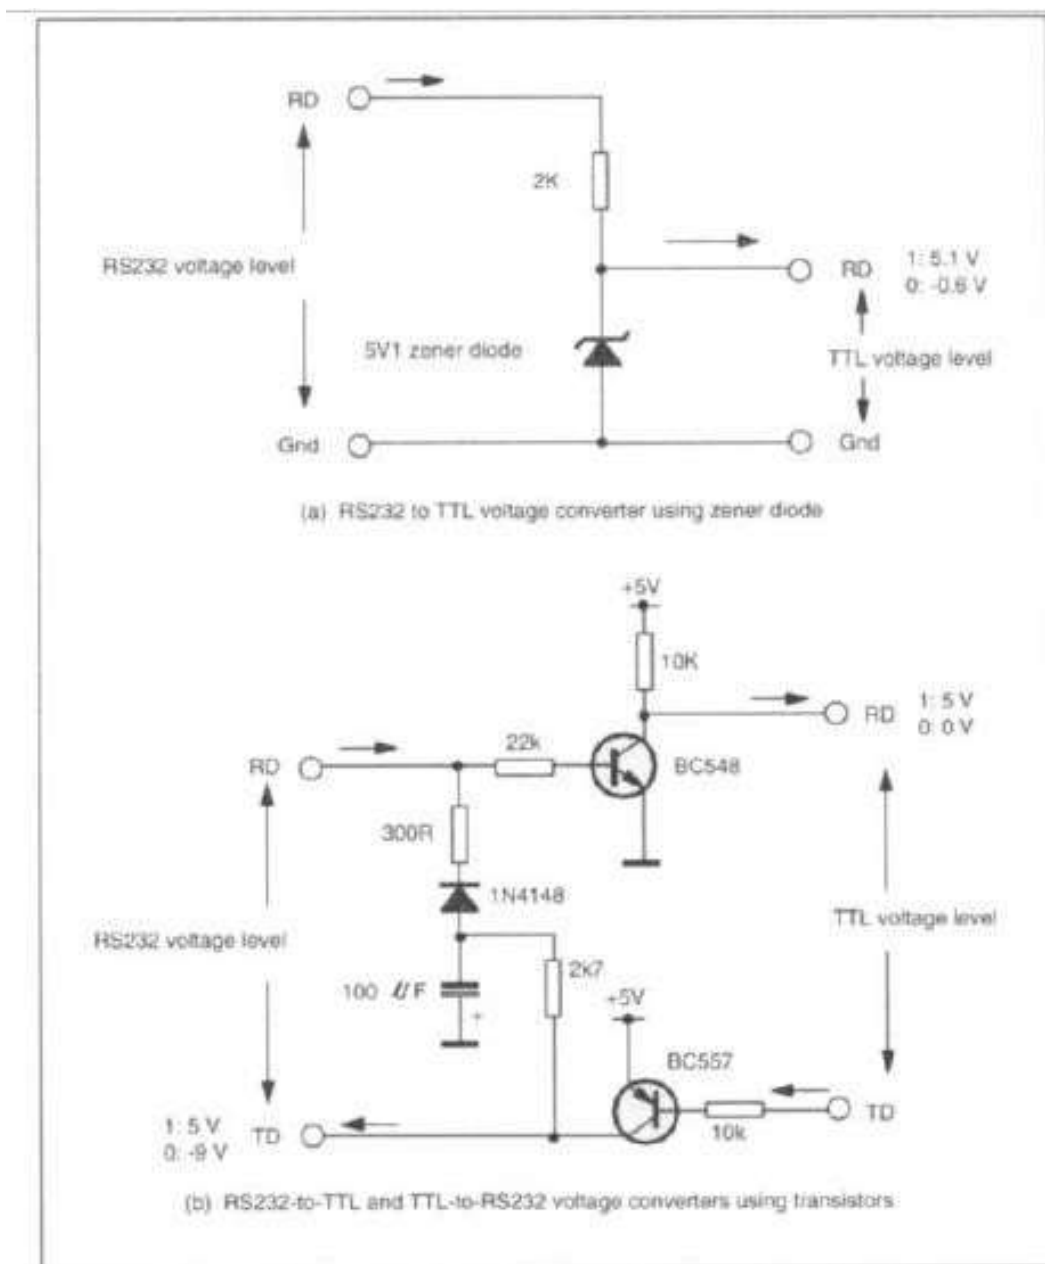 RD
2K
RS232 voltage level
RD
1: 5.1 V
0: -0.6 V
5V1 zener diode
TTL voltage level
Gnd
Gnd
(a) RS232 to TTL voltage converter using zener diode
+5V
10K
RD
1: 5 V
0: 0 V
22k
RD
BC548
300R
1N4148
RS232 voltage level
TTL voltage level
2k7
100 µF
+
+5V
BC557
1: 5 V
0: -9 V
TD
10k
TD
(b) RS232-to-TTL and TTL-to-RS232 voltage converters using transistors